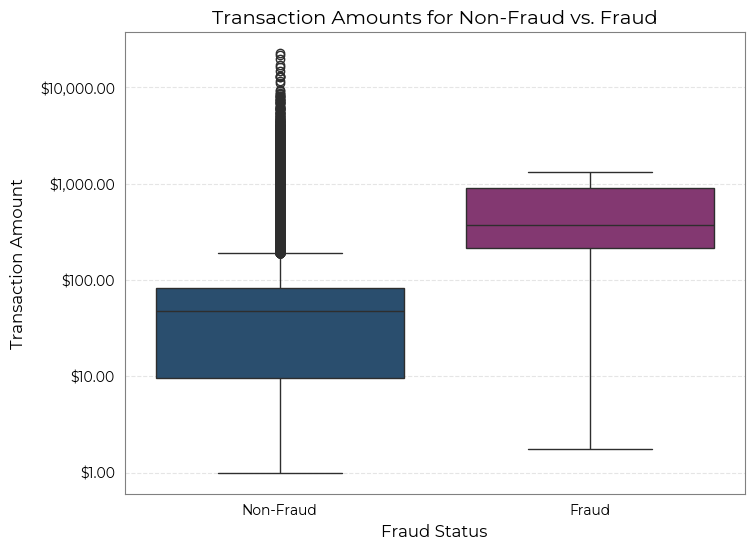 Transaction Amounts for Non-Fraud vs. Fraud
Transaction Amount
$10,000.00
$1,000.00
$100.00
$10.00
$1.00
Non-Fraud
Fraud
Fraud Status